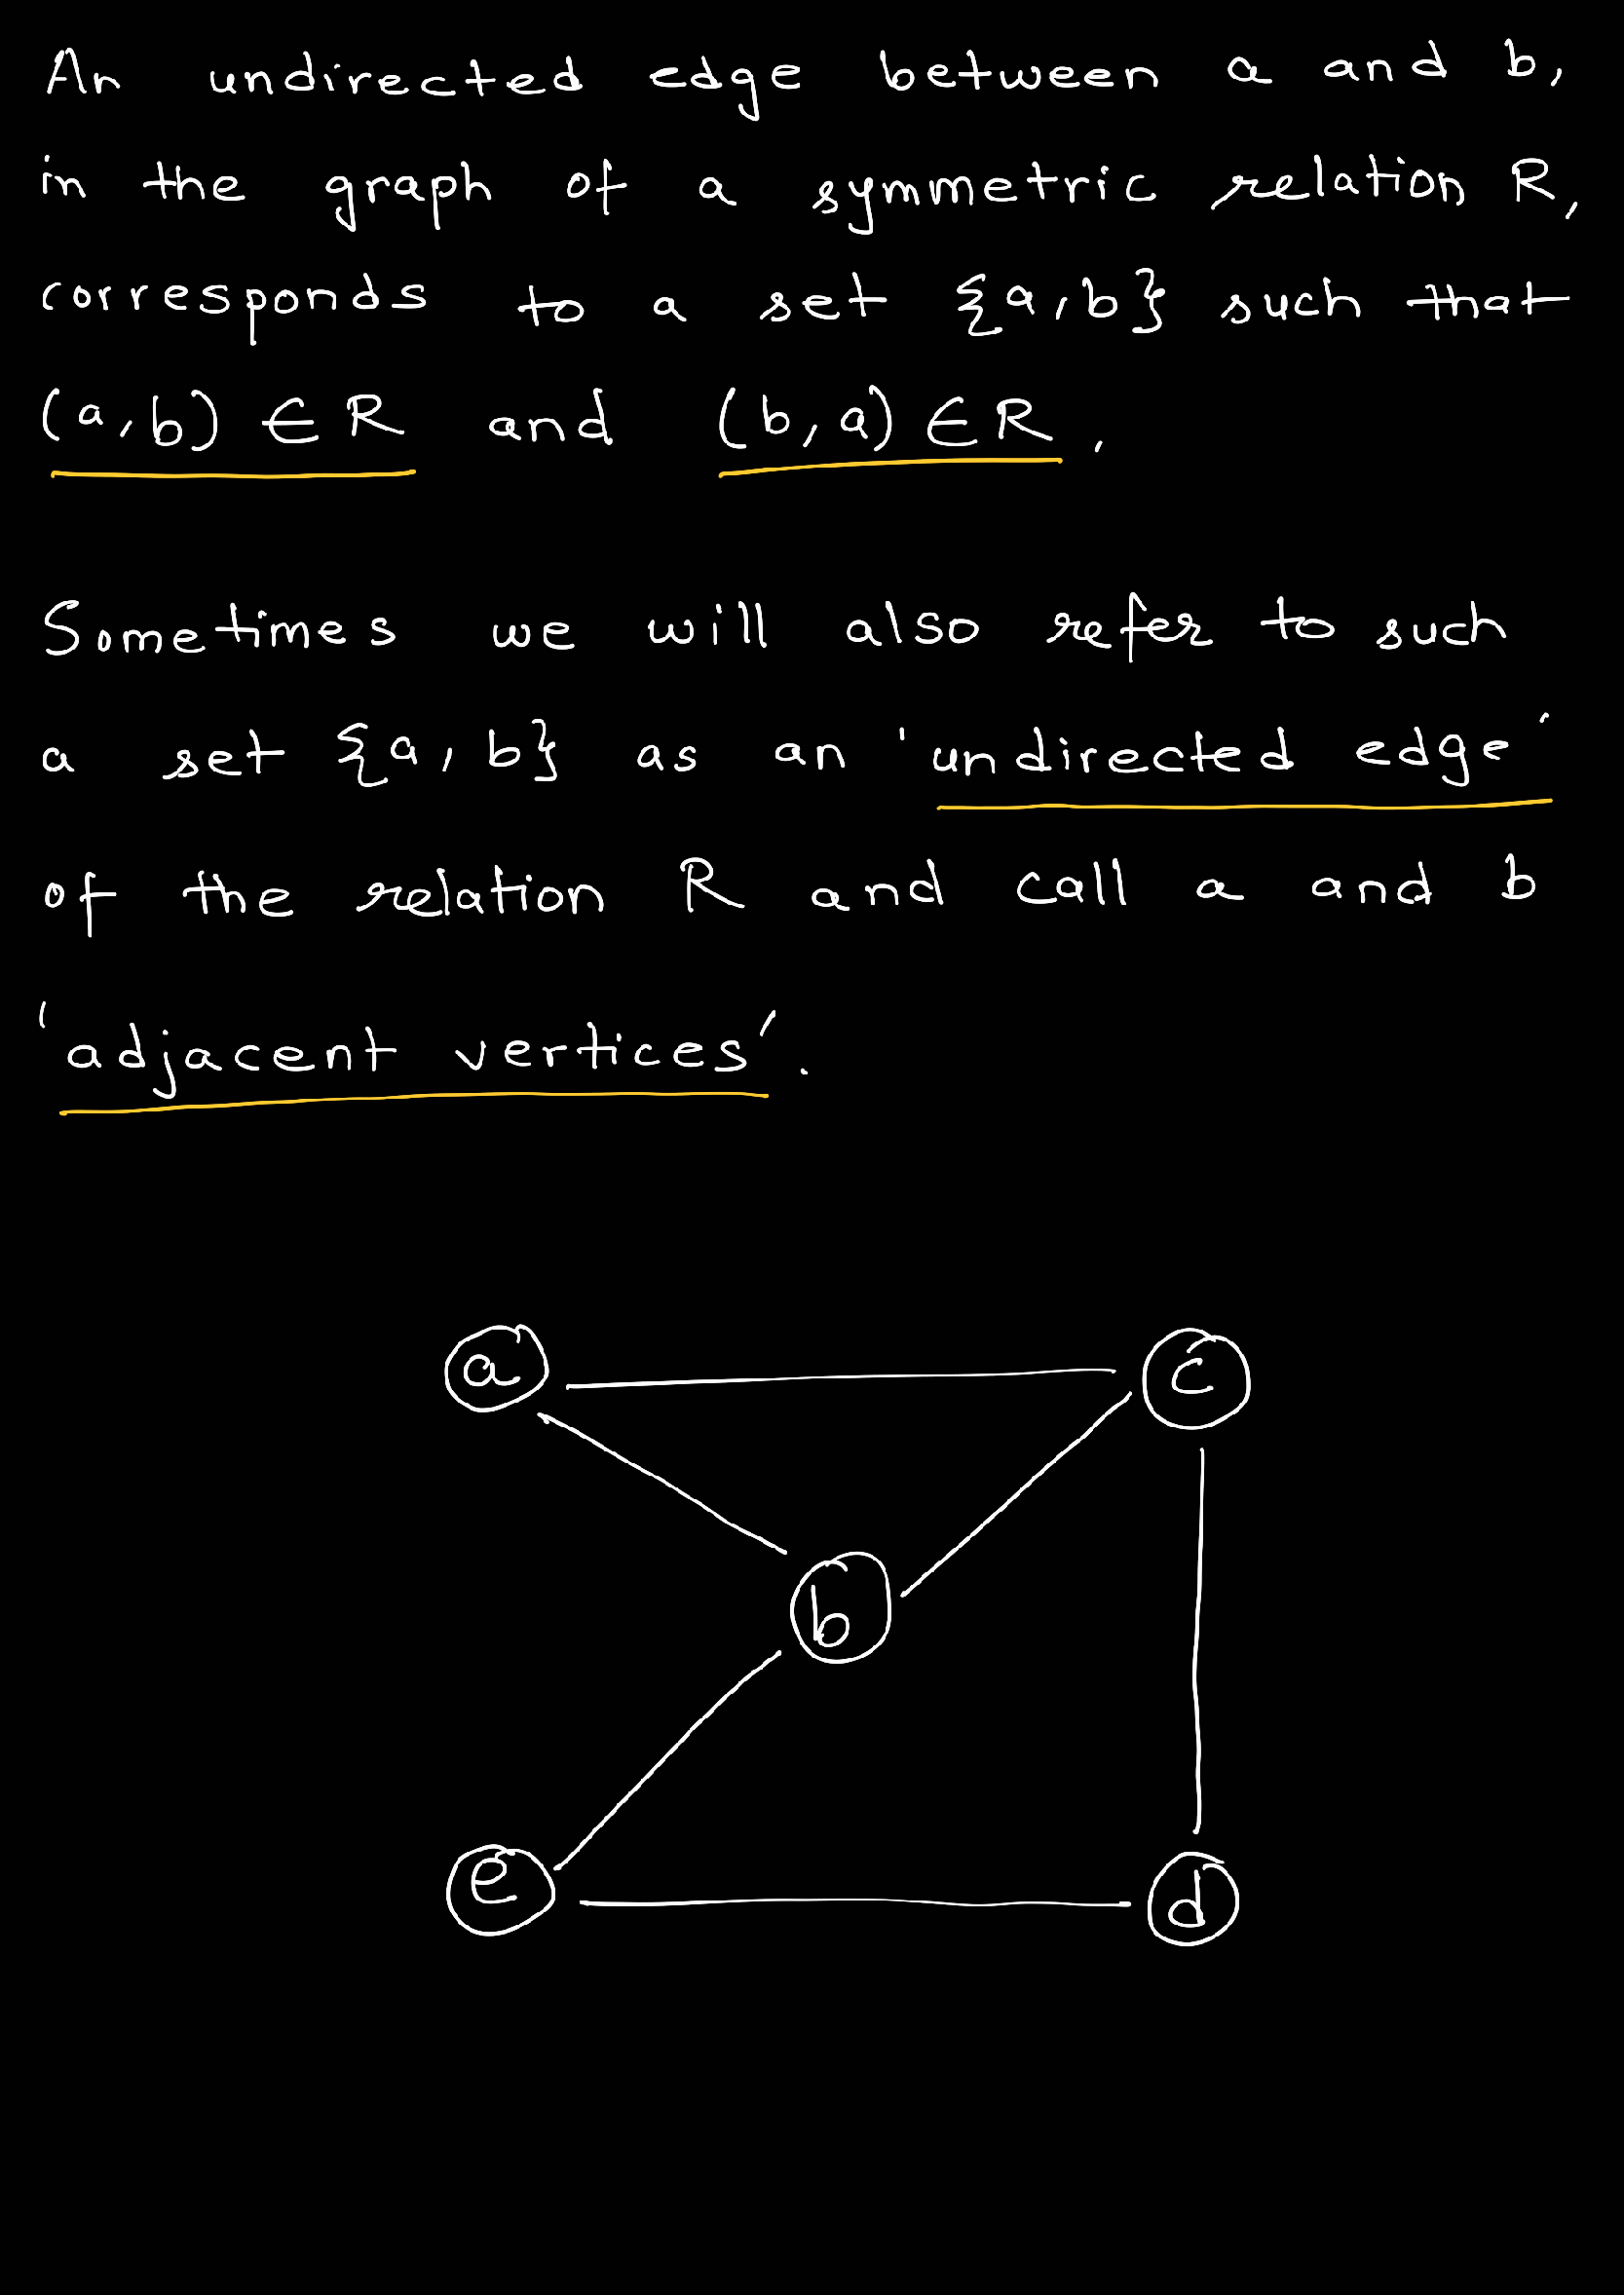 An undirected edge between a and b,
in the graph of a symmetric relation R,
corresponds to a set {a,b} such that
(a,b) ∈ R and (b,a) ∈ R.
Sometimes we will also refer to such
a set {a,b} as an 'undirected edge'
of the relation R and call a and b
'adjacent vertices'.
a c
b
e d